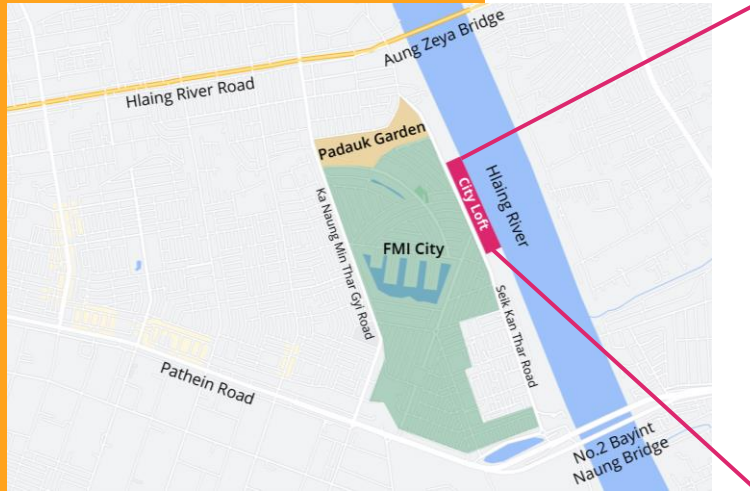 Aung Zeya Bridge
Hlaing River Road
Padauk Garden
City Loft
Hlaing River
Ka Naung Min Thar Gyi Road
FMI City
Seik Kan Thar Road
Pathein Road
No.2 Bayint
Naung Bridge